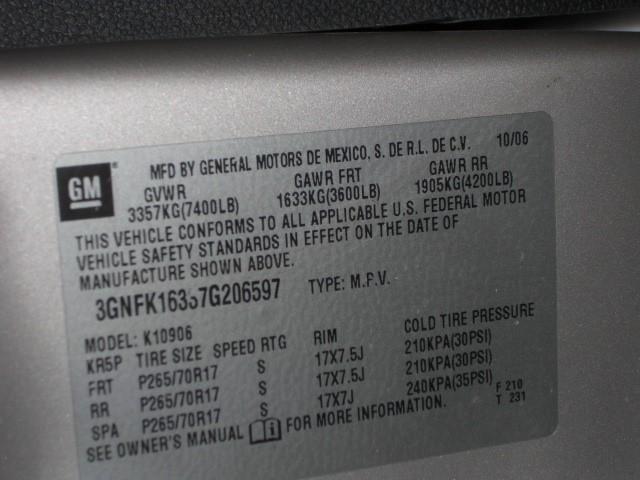 GM
MFD BY GENERAL MOTORS DE MEXICO, S. DE R.L. DE C.V. 10/06
GVWR GAWR FRT GAWR RR
3357KG(7400LB) 1633KG(3600LB) 1905KG(4200LB)
THIS VEHICLE CONFORMS TO ALL APPLICABLE U.S. FEDERAL MOTOR
VEHICLE SAFETY STANDARDS IN EFFECT ON THE DATE OF
MANUFACTURE SHOWN ABOVE.
3GNFK16337G206597 TYPE: M.P.V.
MODEL: K10906
KR5P TIRE SIZE SPEED RTG RIM COLD TIRE PRESSURE
FRT P265/70R17 S 17X7.5J 210KPA(30PSI)
RR P265/70R17 S 17X7.5J 210KPA(30PSI)
SPA P265/70R17 S 17X7J 240KPA(35PSI)
SEE OWNER'S MANUAL i FOR MORE INFORMATION.
F 210
T 231